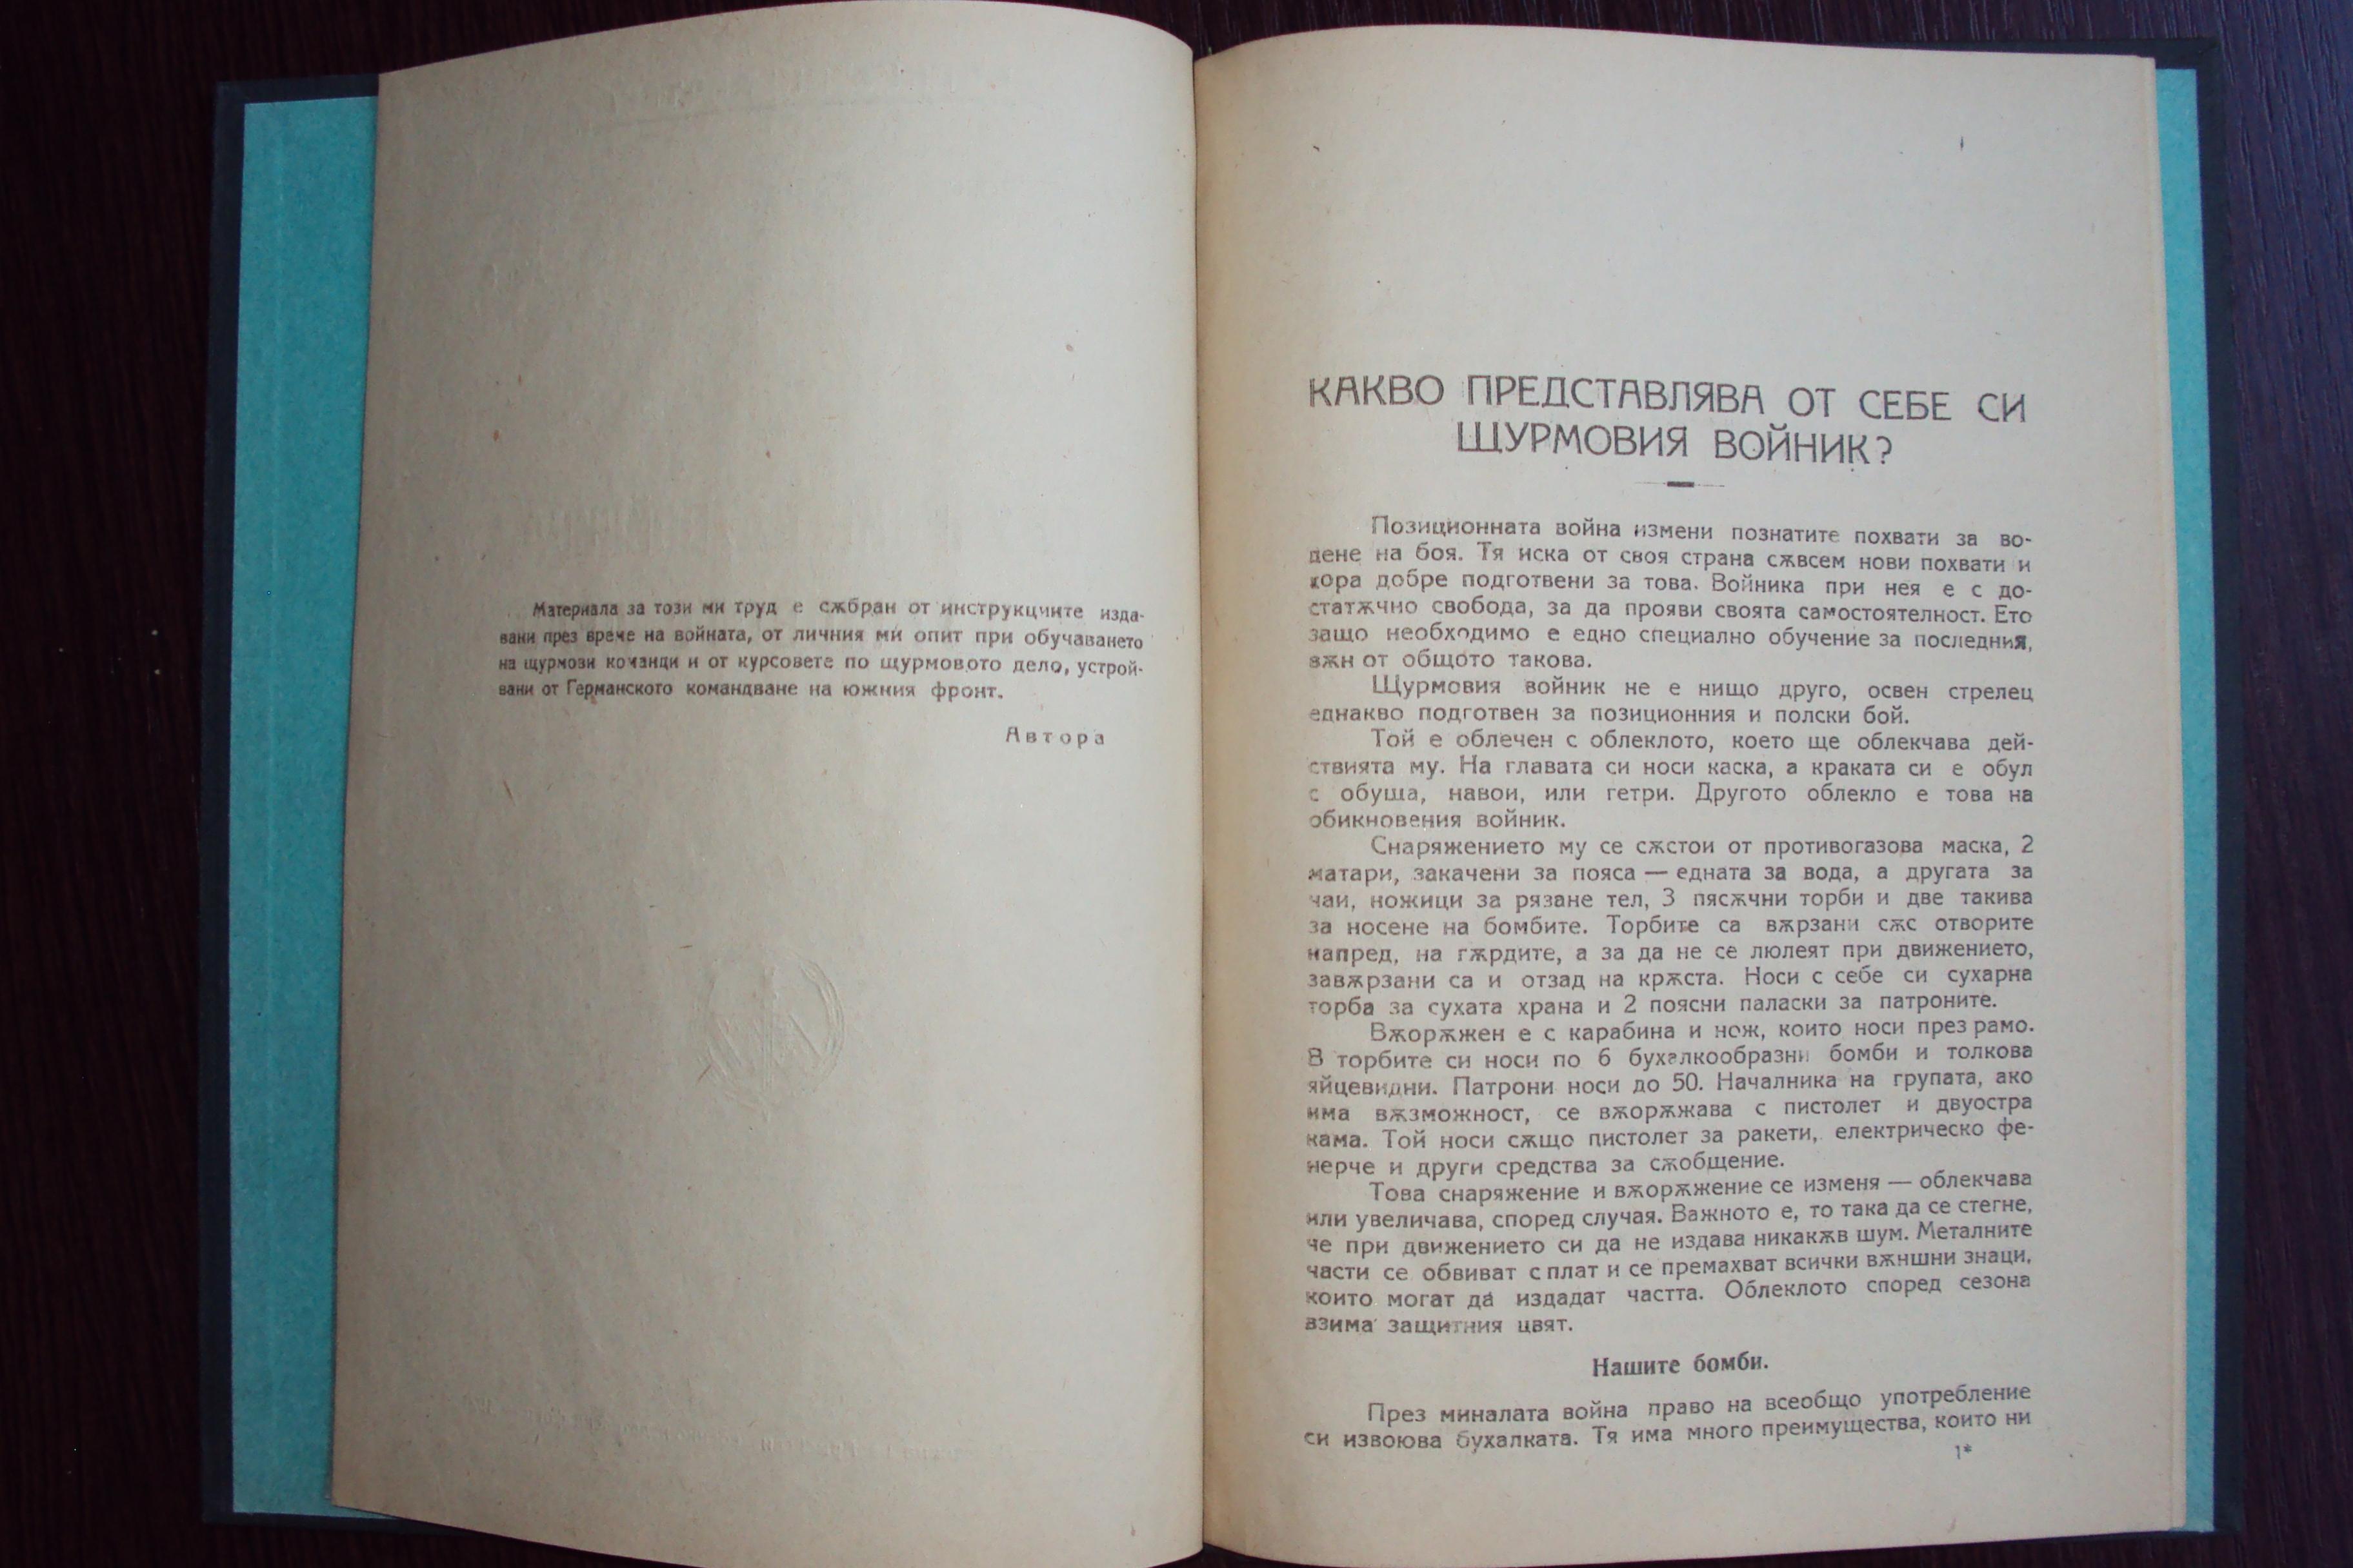 Материала за този ми труд е сѫбран от инструкциите изда-
вани през време на войната, от личния ми опит при обучаването
на щурмови команди и от курсовете по щурмовото дело, устрой-
вани от Германското командване на южния фронт.
Автора
КАКВО ПРЕДСТАВЛЯВА ОТ СЕБЕ СИ
ЩУРМОВИЯ ВОЙНИК?
Позиционната война измени познатите похвати за во-
дене на боя. Тя иска от своя страна сѫвсем нови похвати и
хора добре подготвени за това. Войника при нея е с до-
статѫчно свобода, за да прояви своята самостоятелност. Ето
защо необходимо е едно специално обучение за последния,
вѫн от общото такова.
Щурмовия войник не е нищо друго, освен стрелец
еднакво подготвен за позиционния и полски бой.
Той е облечен с облеклото, което ще облекчава дей-
ствията му. На главата си носи каска, а краката си е обул
с обуща, навои, или гетри. Другото облекло е това на
обикновения войник.
Снаряжението му се сѫстои от противогазова маска, 2
матари, закачени за пояса — едната за вода, а другата за
чаи, ножици за рязане тел, 3 пясѫчни торби и две такива
за носене на бомбите. Торбите са вѫрзани сѫс отворите
напред, на гѫрдите, а за да не се люлеят при движението,
завѫрзани са и отзад на крѫста. Носи с себе си сухарна
торба за сухата храна и 2 поясни паласки за патроните.
Вѫорѫжен е с карабина и нож, които носи през рамо.
В торбите си носи по 6 бухалкообразни бомби и толкова
яйцевидни. Патрони носи до 50. Началника на групата, ако
има вѫзможност, се вѫорѫжава с пистолет и двуостра
кама. Той носи сѫщо пистолет за ракети, електрическо фе-
нерче и други средства за сѫобщение.
Това снаряжение и вѫорѫжение се изменя — облекчава
или увеличава, според случая. Важното е, то така да се стегне,
че при движението си да не издава никакѫв шум. Металните
части се обвиват с плат и се премахват всички вѫншни знаци,
които могат да издадат частта. Облеклото според сезона
взима защитния цвят.
Нашите бомби.
През миналата война право на всеобщо употребление
си извоюва бухалката. Тя има много преимущества, които ни
1*